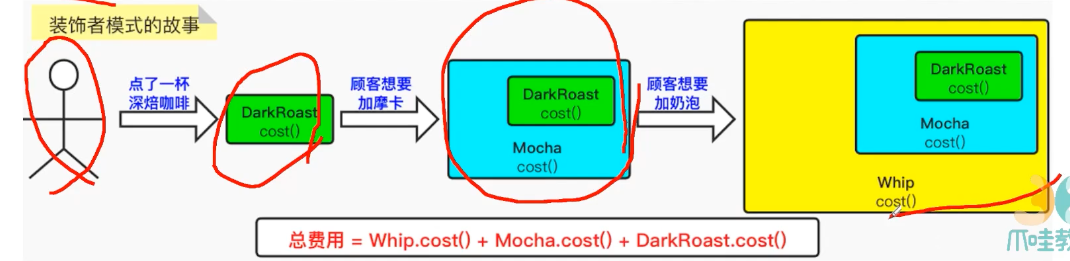 装饰者模式的故事
点了一杯
深焙咖啡
DarkRoast
cost()
顾客想要
加摩卡
DarkRoast
cost()
Mocha
cost()
顾客想要
加奶泡
DarkRoast
cost()
Mocha
cost()
Whip
cost()
总费用 = Whip.cost() + Mocha.cost() + DarkRoast.cost()
爪哇教